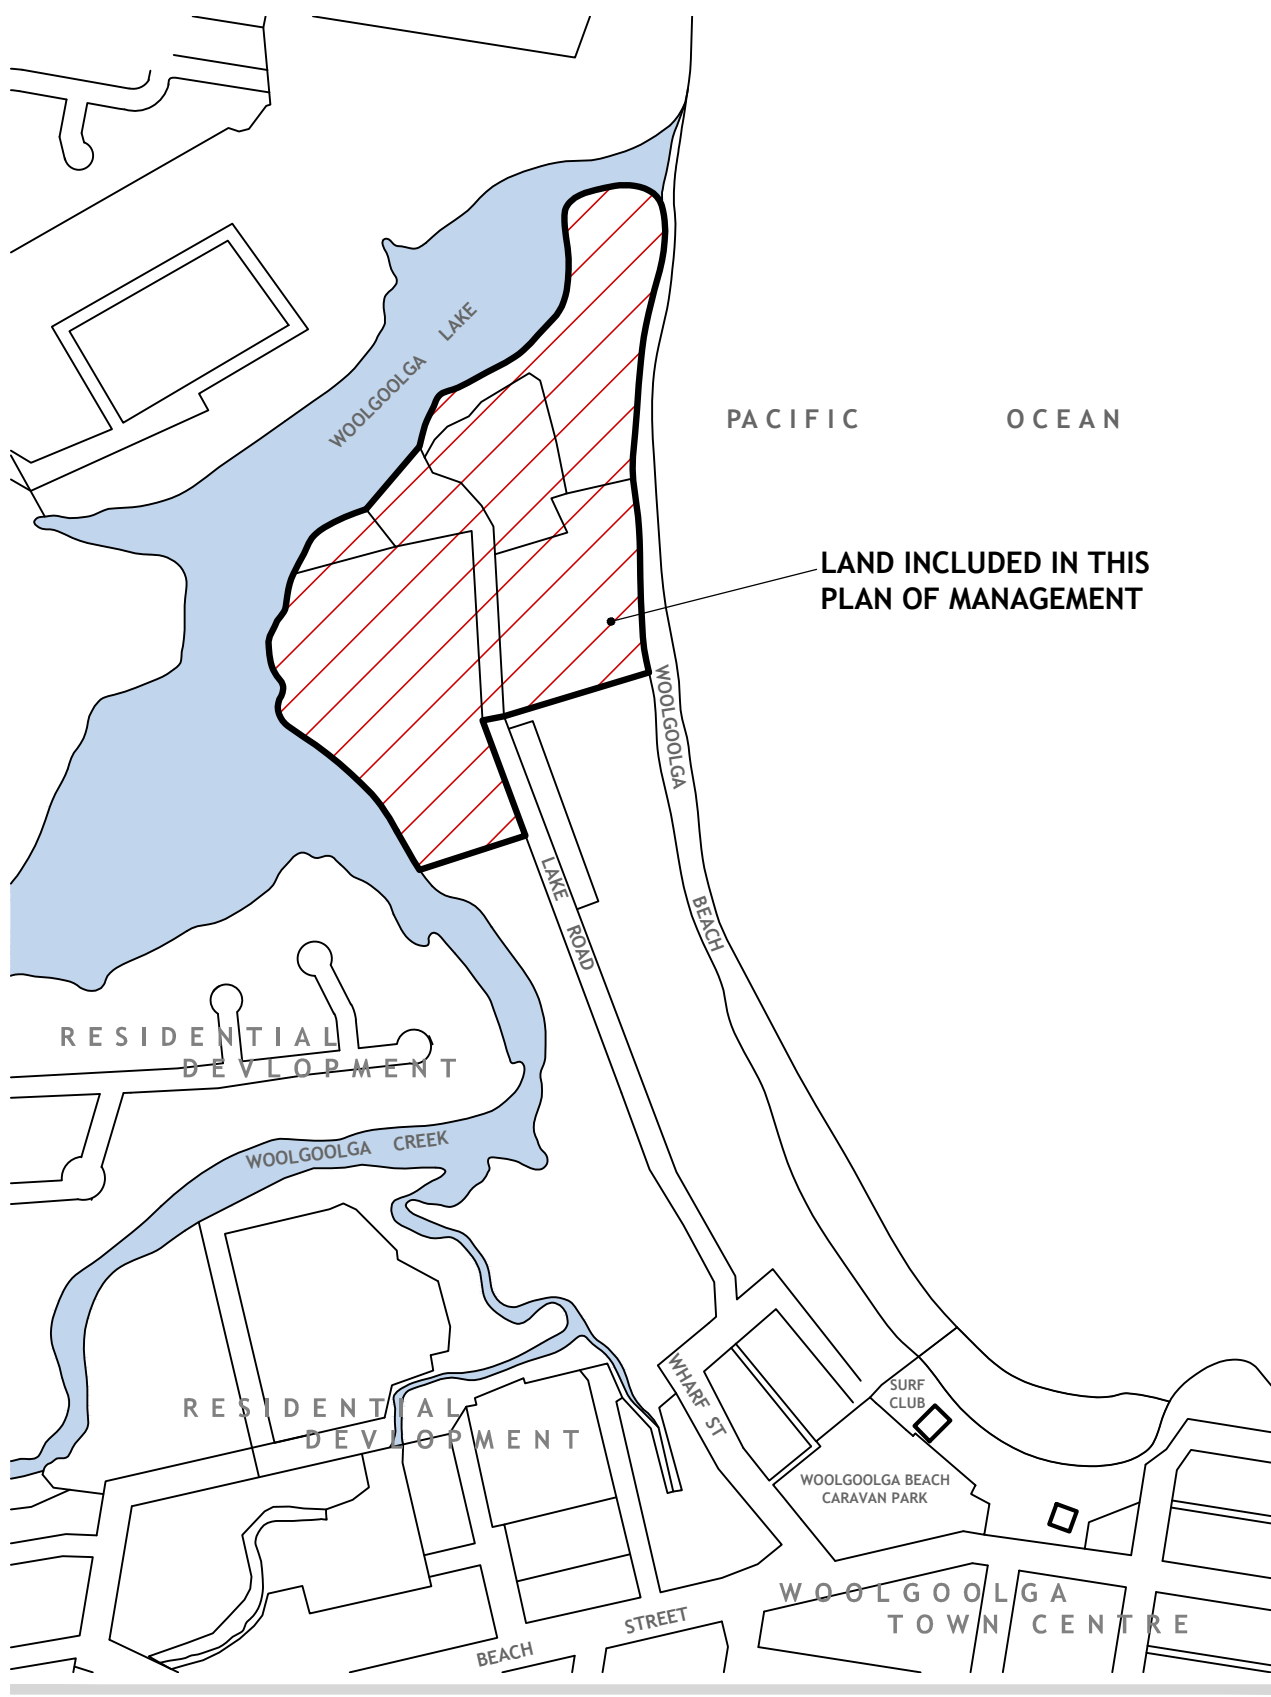 WOOLGOOLGA LAKE
PACIFIC OCEAN
LAND INCLUDED IN THIS
PLAN OF MANAGEMENT
WOOLGOOLGA
BEACH
LAKE
ROAD
RESIDENTIAL
DEVLOPMENT
WOOLGOOLGA CREEK
WHARF ST
SURF
CLUB
RESIDENTIAL
DEVLOPMENT
WOOLGOOLGA BEACH
CARAVAN PARK
WOOLGOOLGA
TOWN CENTRE
BEACH STREET